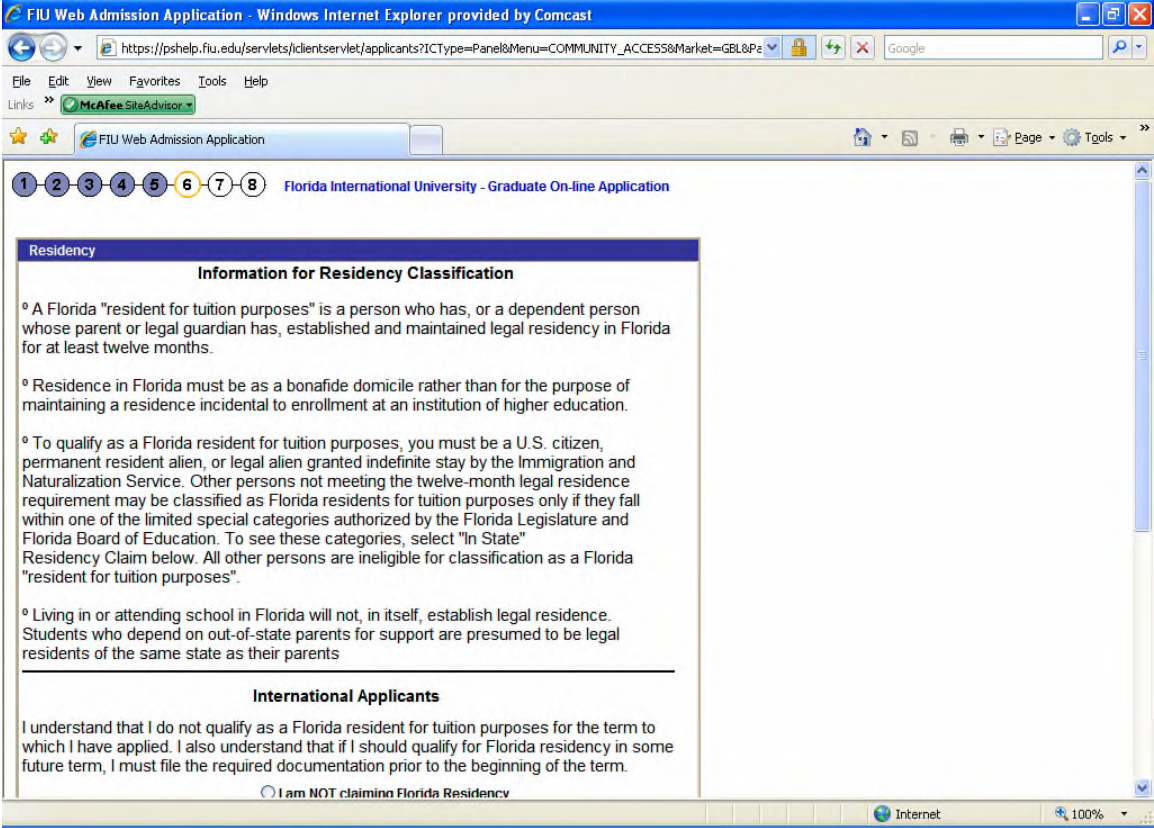 FIU Web Admission Application - Windows Internet Explorer provided by Comcast
https://pshelp.fiu.edu/servlets/iclientservlet/applicants?ICType=Panel&Menu=COMMUNITY_ACCESS&Market=GBL&Pa
Google
File Edit View Favorites Tools Help
Links » McAfee SiteAdvisor
FIU Web Admission Application
Page Tools »
1 2 3 4 5 6 7 8 Florida International University - Graduate On-line Application
Residency
Information for Residency Classification
º A Florida "resident for tuition purposes" is a person who has, or a dependent person
whose parent or legal guardian has, established and maintained legal residency in Florida
for at least twelve months.
º Residence in Florida must be as a bonafide domicile rather than for the purpose of
maintaining a residence incidental to enrollment at an institution of higher education.
º To qualify as a Florida resident for tuition purposes, you must be a U.S. citizen,
permanent resident alien, or legal alien granted indefinite stay by the Immigration and
Naturalization Service. Other persons not meeting the twelve-month legal residence
requirement may be classified as Florida residents for tuition purposes only if they fall
within one of the limited special categories authorized by the Florida Legislature and
Florida Board of Education. To see these categories, select "In State"
Residency Claim below. All other persons are ineligible for classification as a Florida
"resident for tuition purposes".
º Living in or attending school in Florida will not, in itself, establish legal residence.
Students who depend on out-of-state parents for support are presumed to be legal
residents of the same state as their parents
International Applicants
I understand that I do not qualify as a Florida resident for tuition purposes for the term to
which I have applied. I also understand that if I should qualify for Florida residency in some
future term, I must file the required documentation prior to the beginning of the term.
I am NOT claiming Florida Residency
Internet 100%